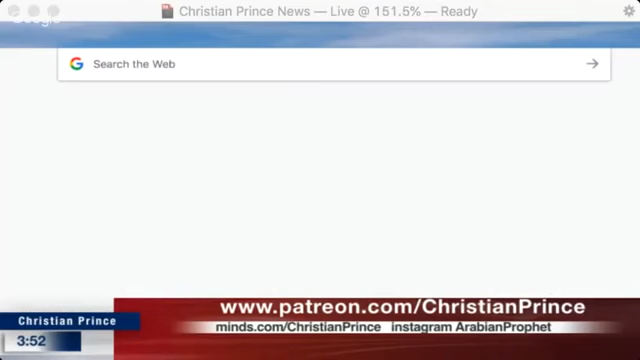 Christian Prince News — Live @ 151.5% — Ready
Google
Search the Web
www.patreon.com/ChristianPrince
Christian Prince
minds.com/ChristianPrince instagram ArabianProphet
3:52